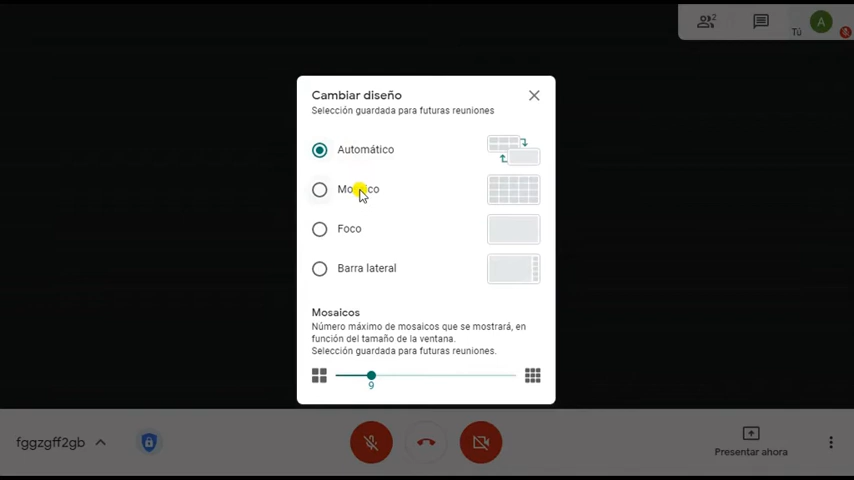 2
Tú
A
Cambiar diseño
Selección guardada para futuras reuniones
Automático
Foco
Barra lateral
Mosaicos
Número máximo de mosaicos que se mostrará, en
función del tamaño de la ventana.
Selección guardada para futuras reuniones.
9
fggzgff2gb
Presentar ahora